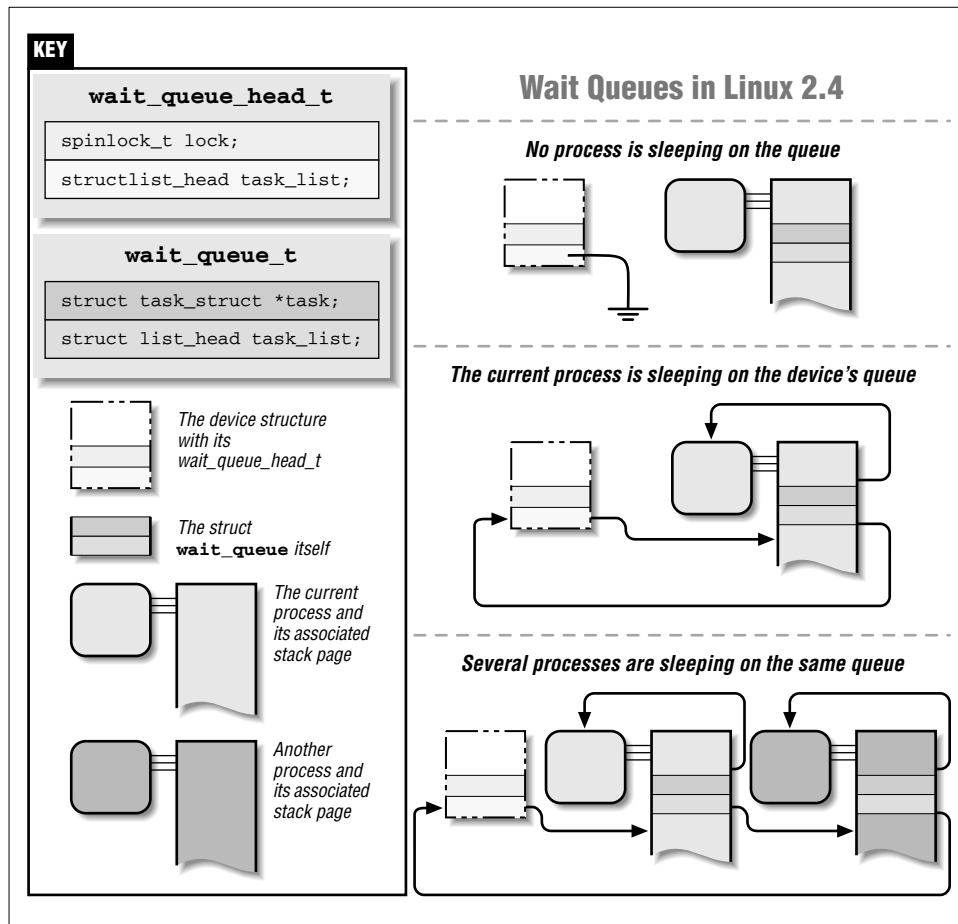 KEY
wait_queue_head_t
spinlock_t lock;
structlist_head task_list;
wait_queue_t
struct task_struct *task;
struct list_head task_list;
The device structure
with its
wait_queue_head_t
The struct
wait_queue itself
The current
process and
its associated
stack page
Another
process and
its associated
stack page
Wait Queues in Linux 2.4
No process is sleeping on the queue
The current process is sleeping on the device’s queue
Several processes are sleeping on the same queue